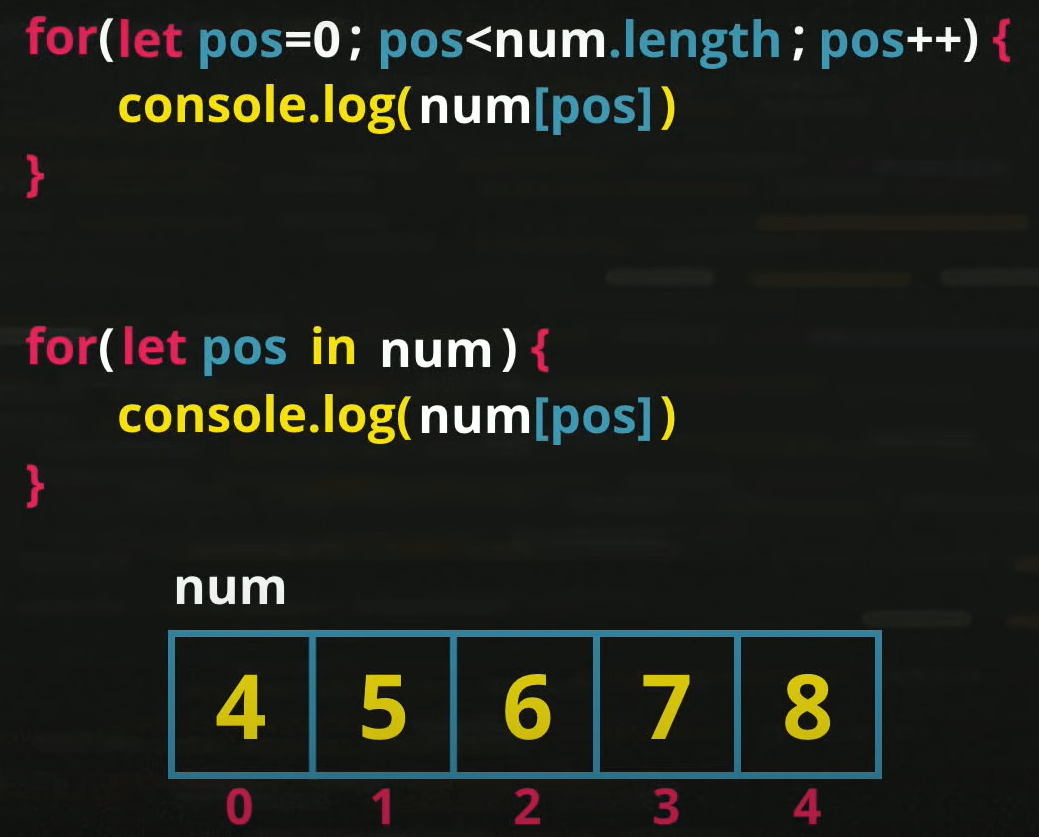 for(let pos=0; pos<num.length; pos++) {
console.log(num[pos])
}
for(let pos in num) {
console.log(num[pos])
}
num
4 5 6 7 8
0 1 2 3 4